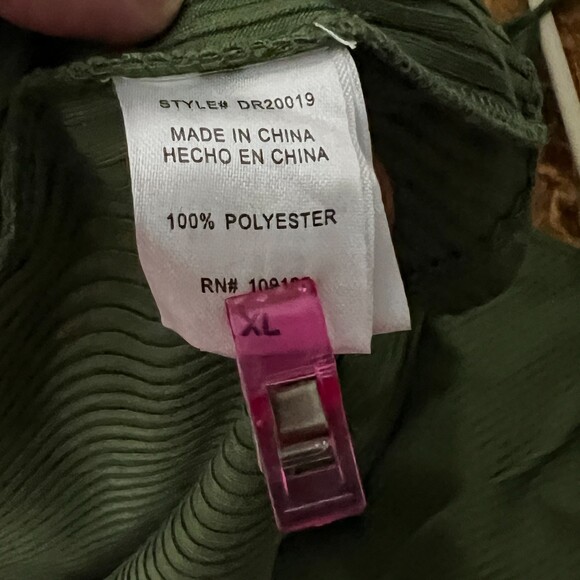 STYLE# DR20019
MADE IN CHINA
HECHO EN CHINA
100% POLYESTER
RN#
XL